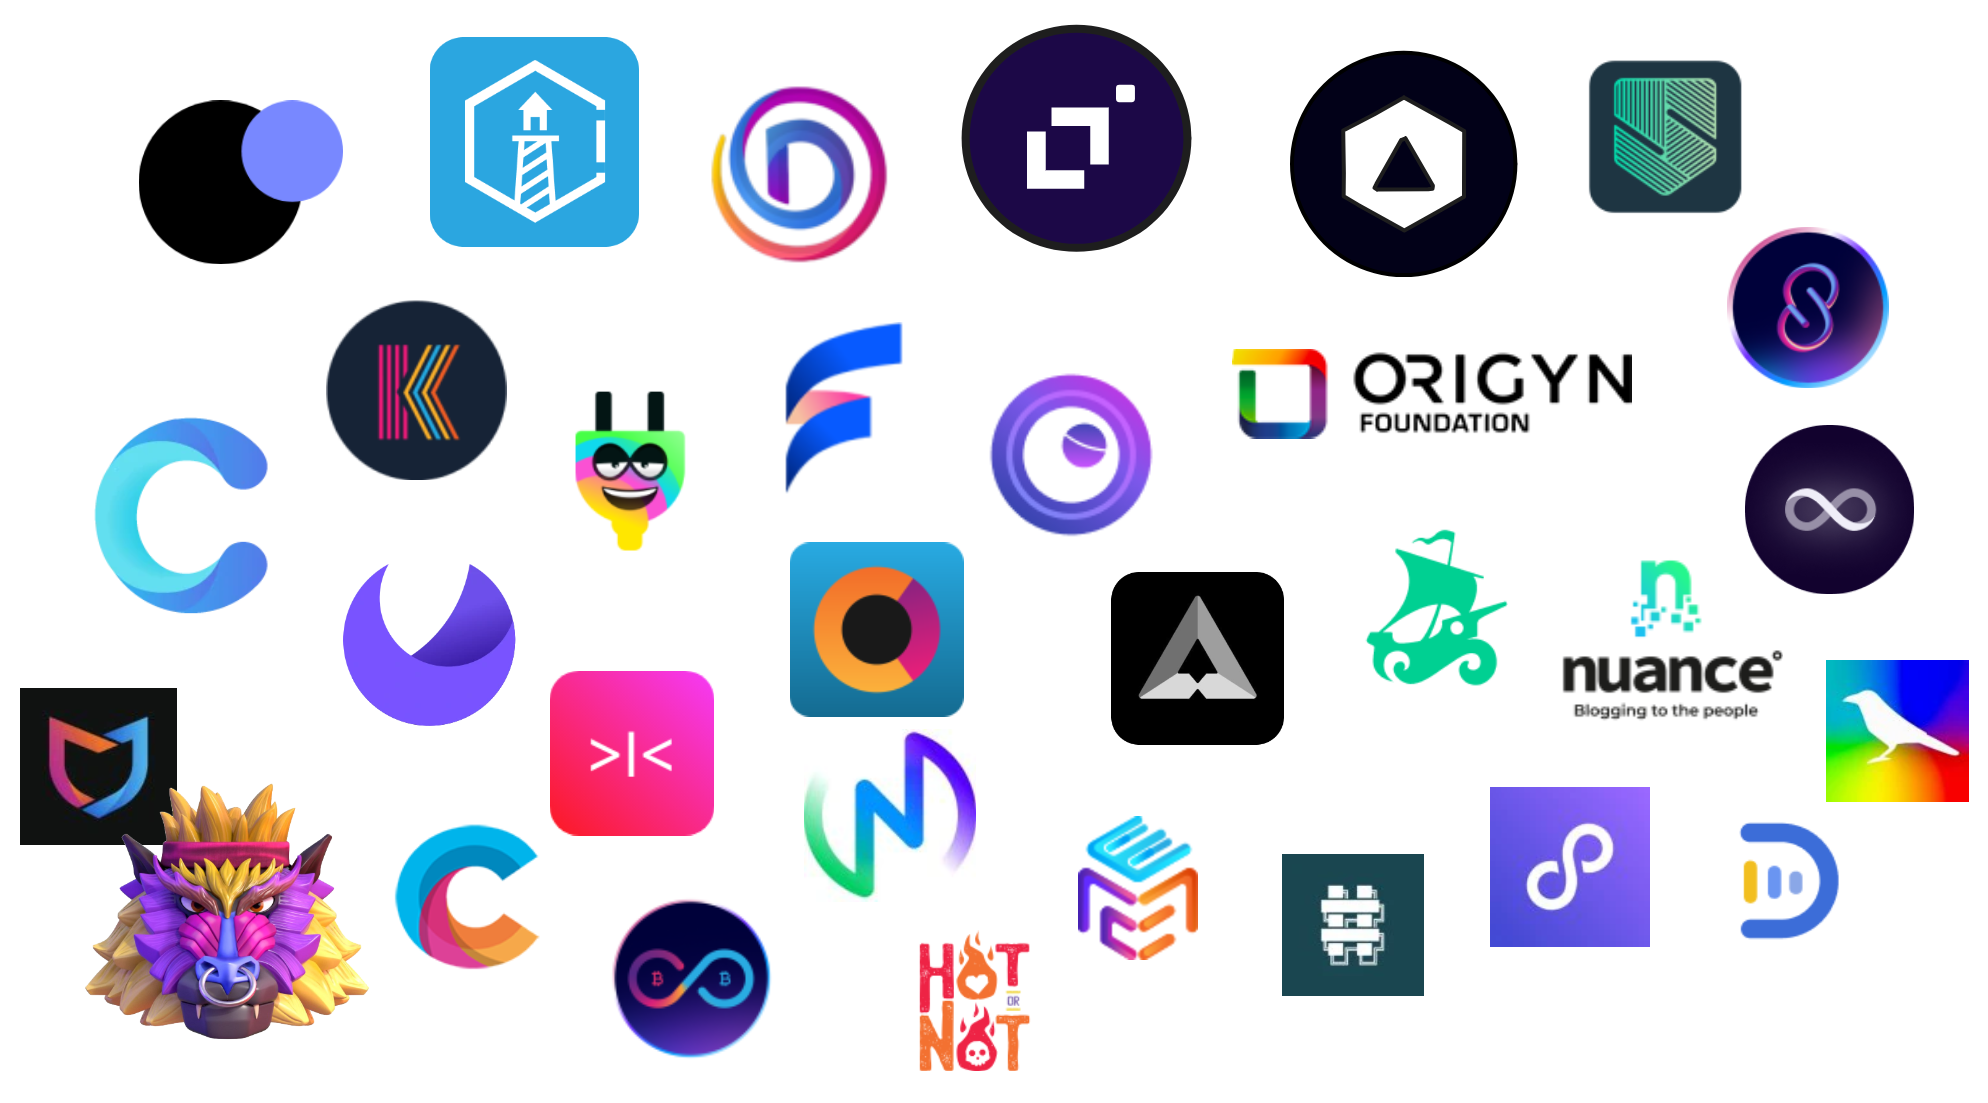 ORIGYN
FOUNDATION
n
nuance°
Blogging to the people
>|<
HOT
OR
NOT